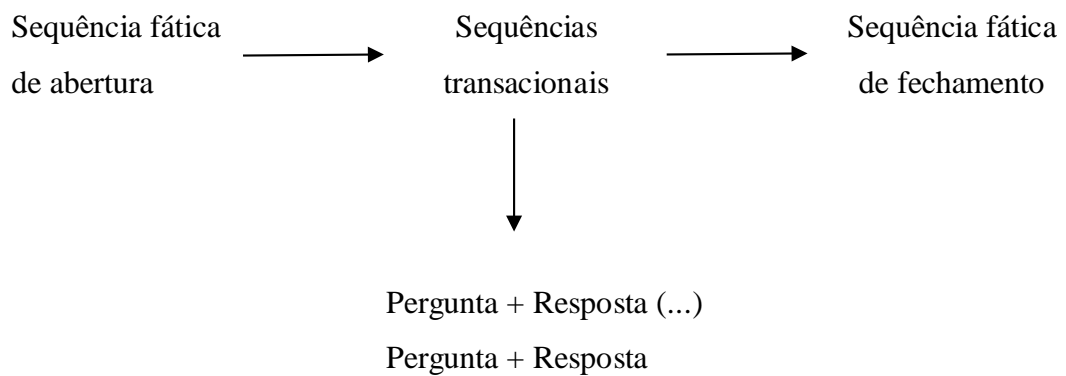 Sequência fática
de abertura
Sequências
transacionais
Sequência fática
de fechamento
Pergunta + Resposta (...)
Pergunta + Resposta